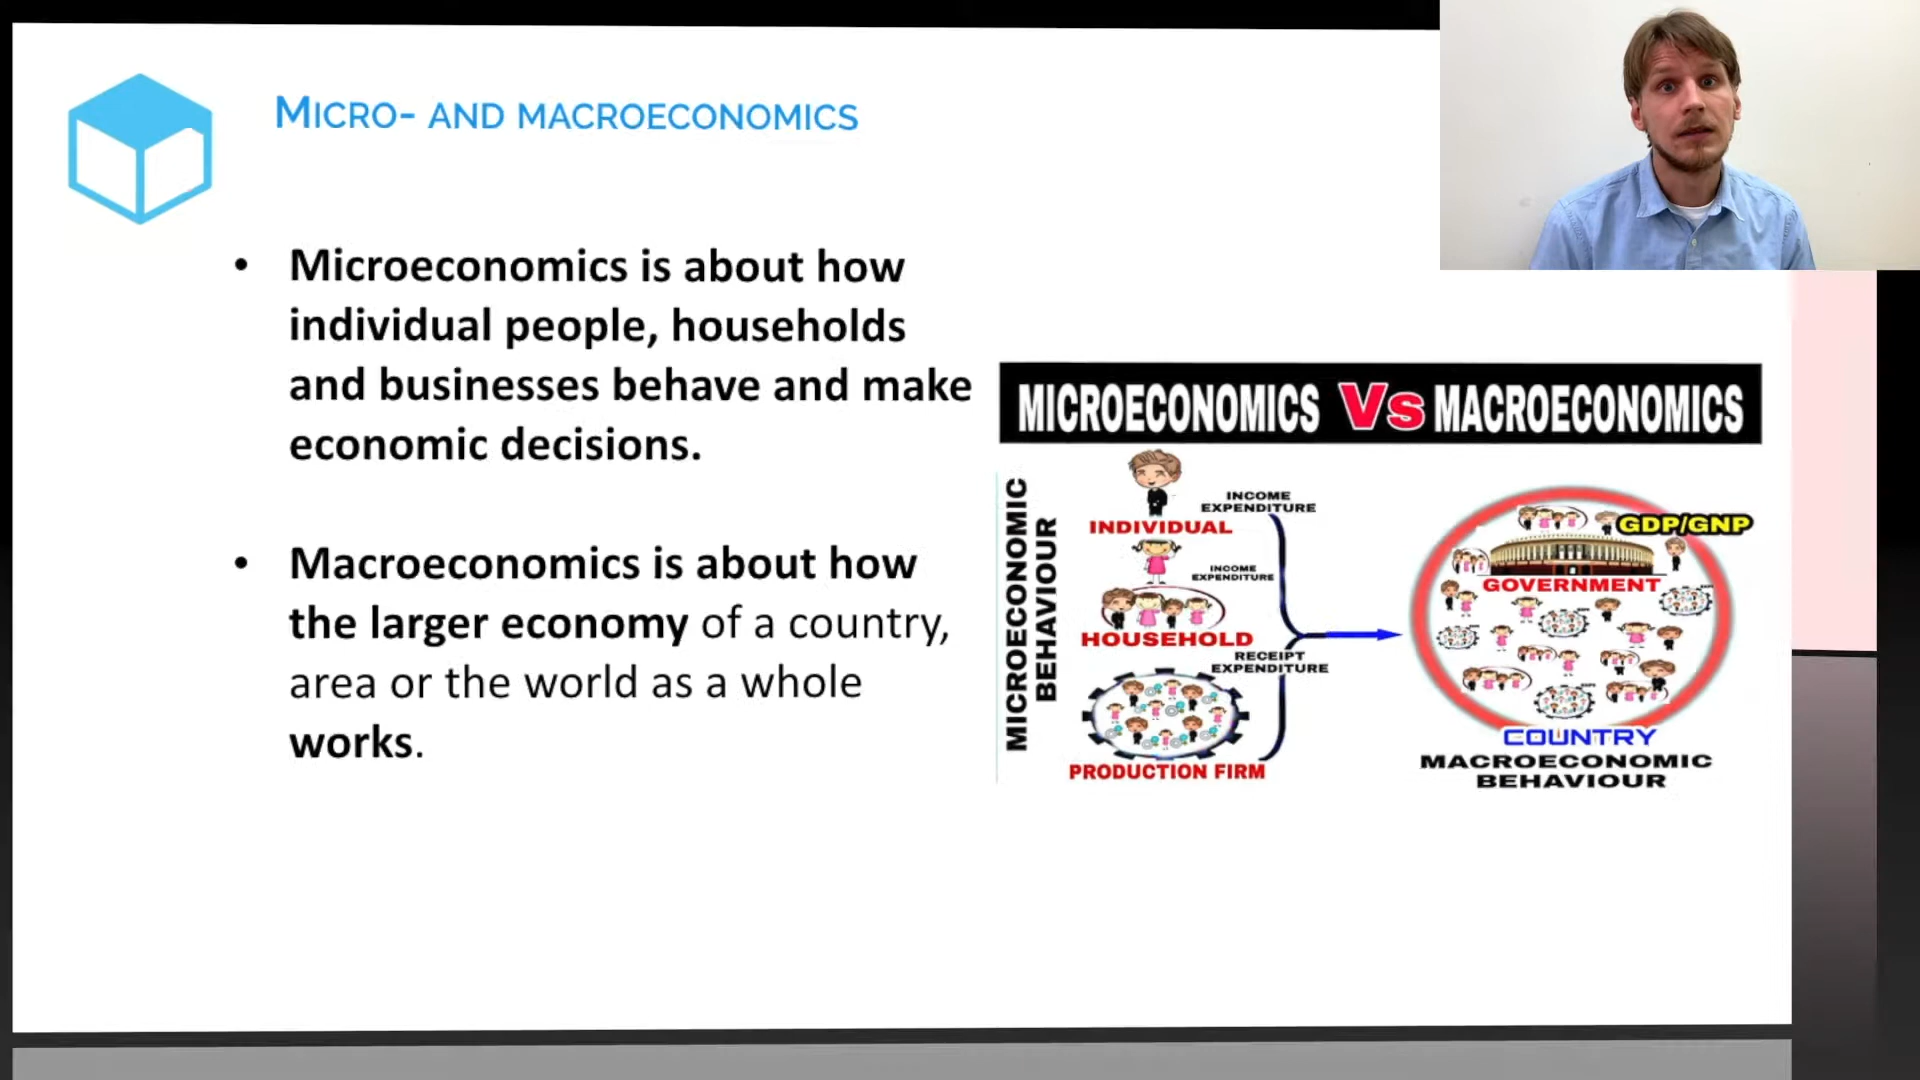 MICRO- AND MACROECONOMICS
• Microeconomics is about how
individual people, households
and businesses behave and make
economic decisions.
• Macroeconomics is about how
the larger economy of a country,
area or the world as a whole
works.
MICROECONOMICS Vs MACROECONOMICS
MICROECONOMIC
BEHAVIOUR
INCOME
EXPENDITURE
INDIVIDUAL
INCOME
EXPENDITURE
HOUSEHOLD
RECEIPT
EXPENDITURE
PRODUCTION FIRM
GDP/GNP
GOVERNMENT
COUNTRY
MACROECONOMIC
BEHAVIOUR